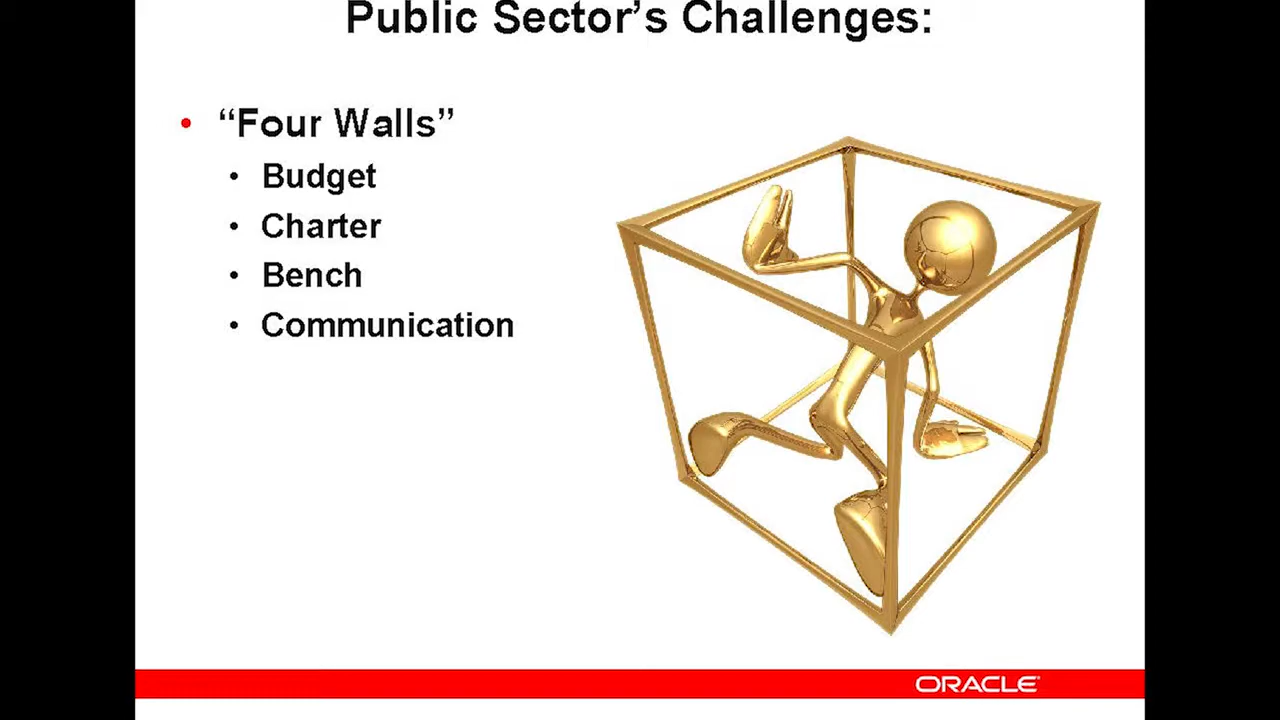 Public Sector's Challenges:
• “Four Walls”
• Budget
• Charter
• Bench
• Communication
ORACLE